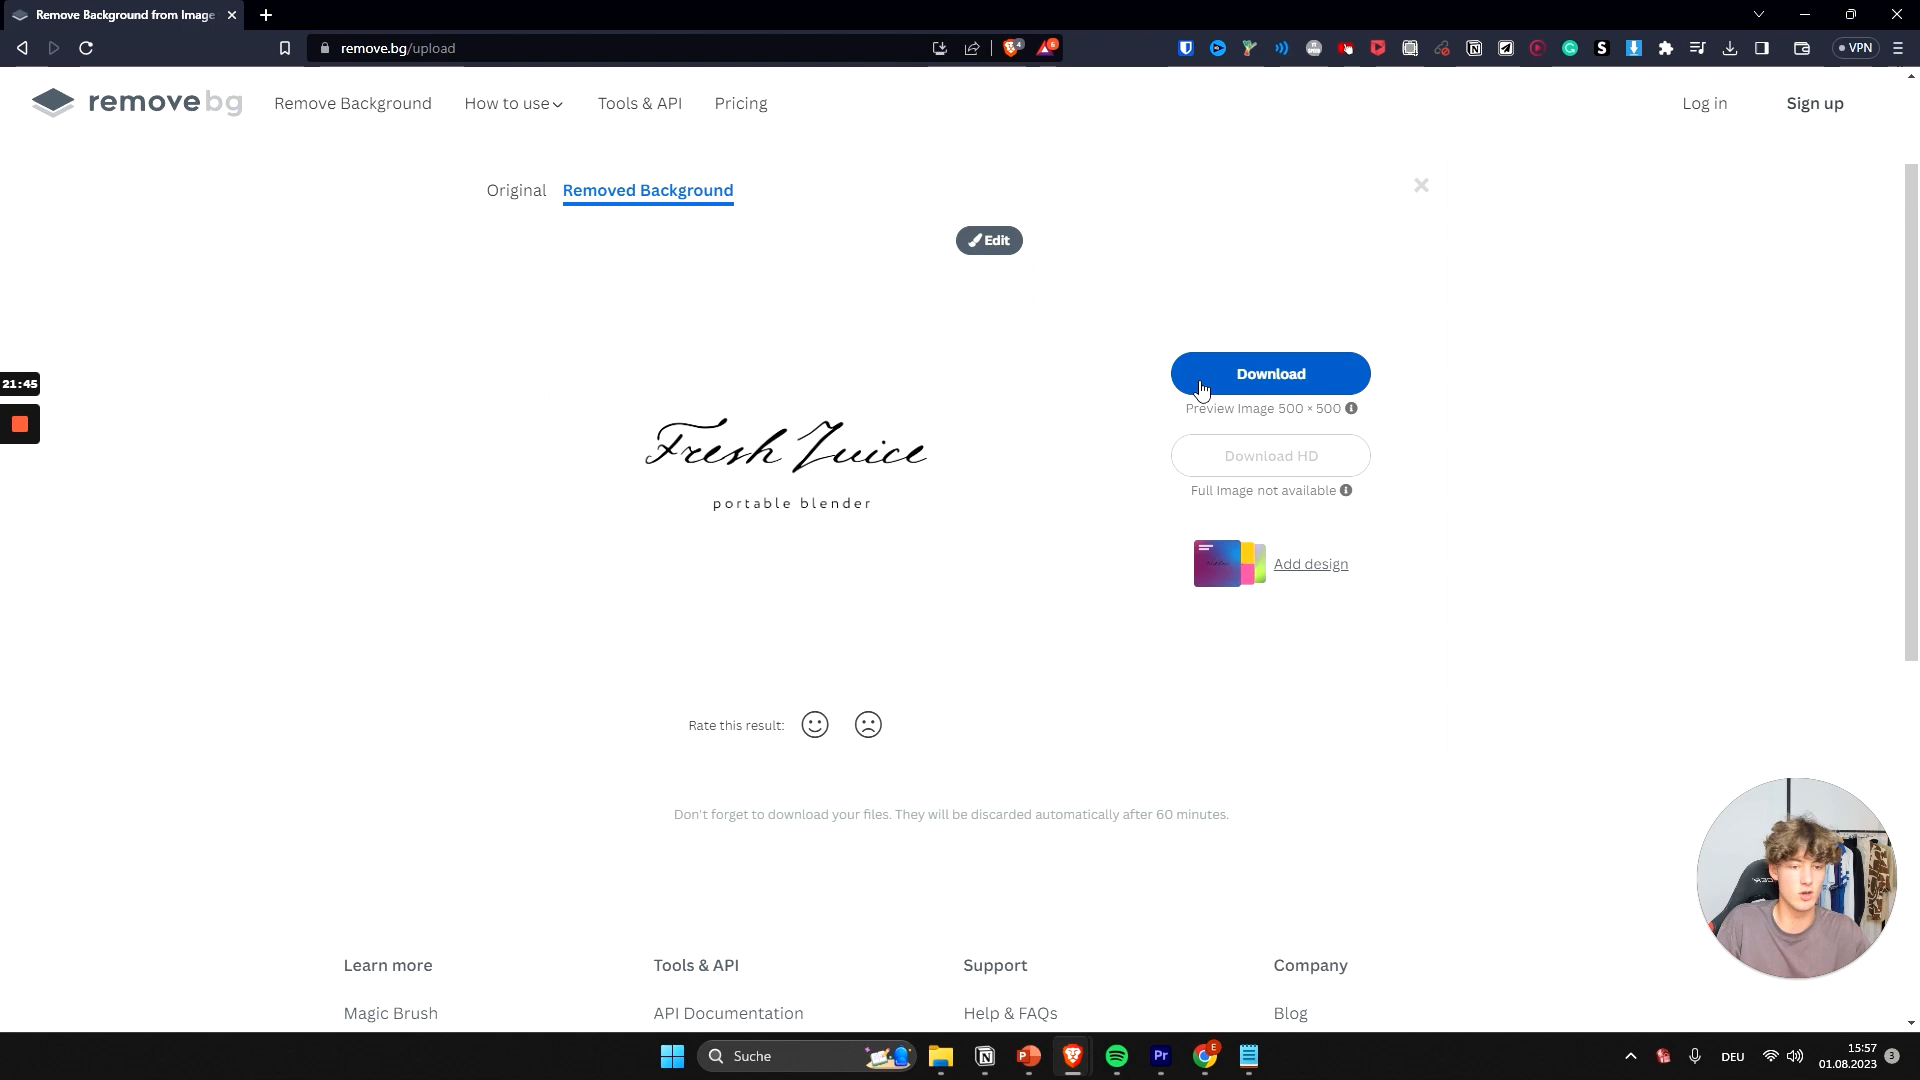 Remove Background from Image
remove.bg/upload
VPN
removebg
Remove Background
How to use
Tools & API
Pricing
Log in
Sign up
Original
Removed Background
Edit
21:45
Download
Preview Image 500 × 500
Fresh Juice
portable blender
Download HD
Full Image not available
Add design
Rate this result:
Don't forget to download your files. They will be discarded automatically after 60 minutes.
Learn more
Tools & API
Support
Company
Magic Brush
API Documentation
Help & FAQs
Blog
Suche
DEU
15:57
01.08.2023
3